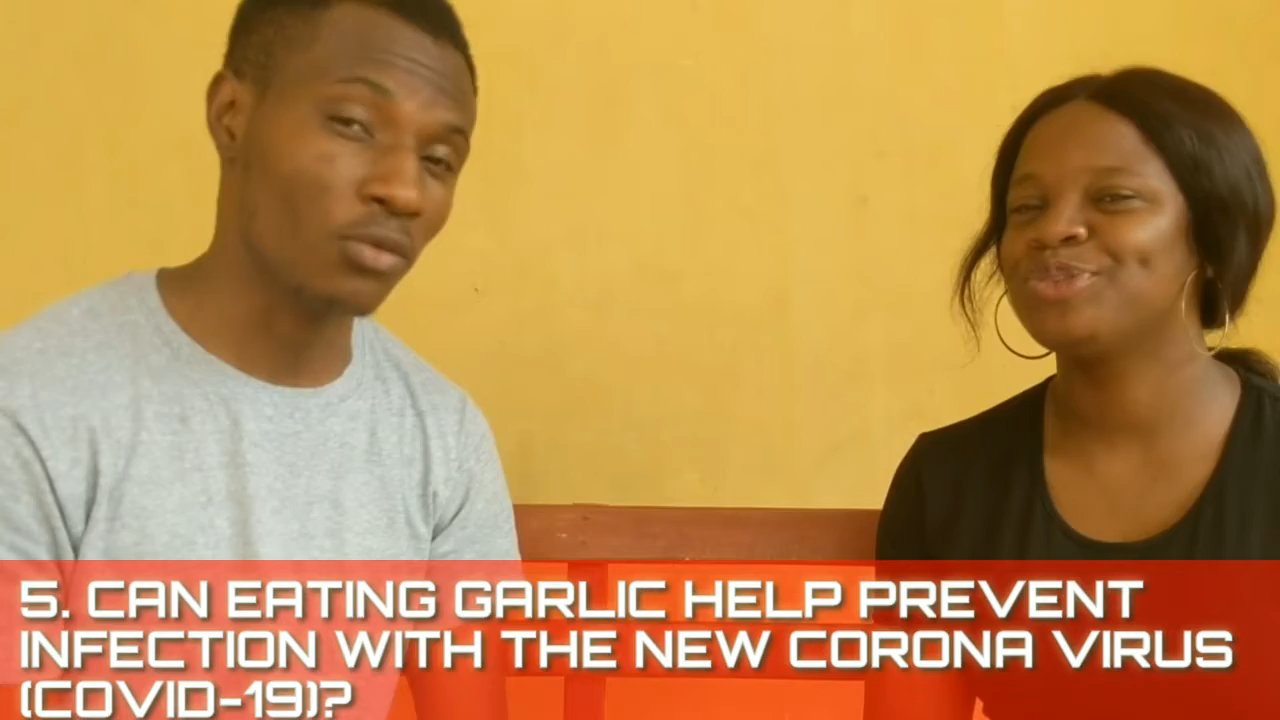 5. CAN EATING GARLIC HELP PREVENT
INFECTION WITH THE NEW CORONA VIRUS
(COVID-19)?